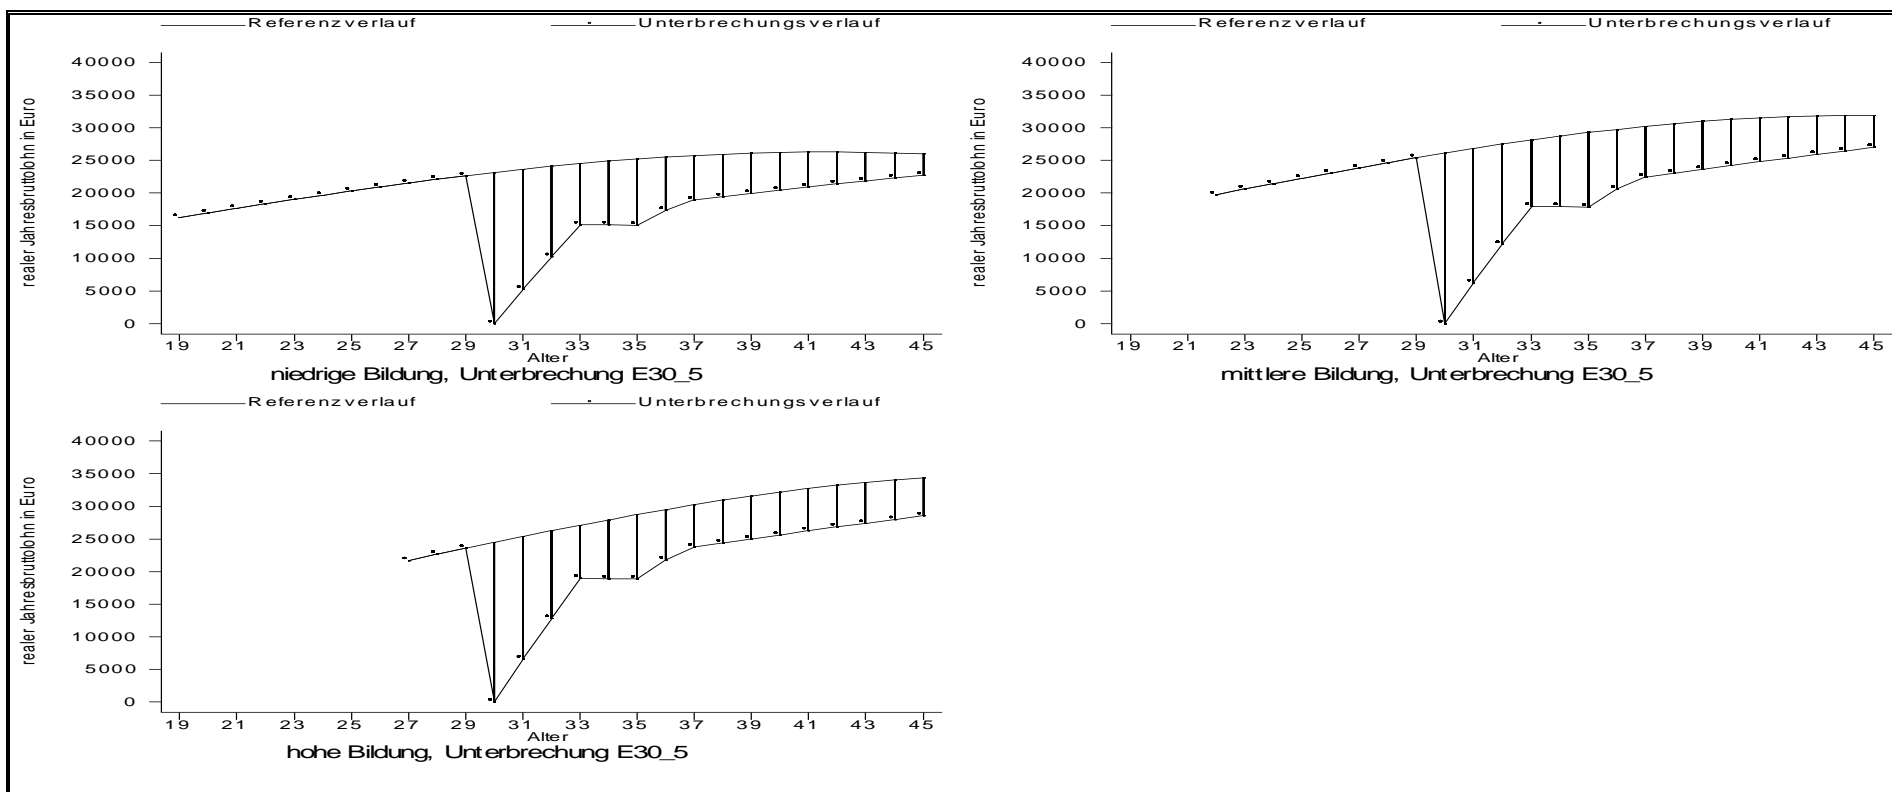 Referenzverlauf Unterbrechungsverlauf
realer Jahresbruttolohn in Euro
40000
35000
30000
25000
20000
15000
10000
5000
0
19 21 23 25 27 29 31 33 35 37 39 41 43 45
Alter
niedrige Bildung, Unterbrechung E30_5
Referenzverlauf Unterbrechungsverlauf
realer Jahresbruttolohn in Euro
40000
35000
30000
25000
20000
15000
10000
5000
0
19 21 23 25 27 29 31 33 35 37 39 41 43 45
Alter
mittlere Bildung, Unterbrechung E30_5
Referenzverlauf Unterbrechungsverlauf
realer Jahresbruttolohn in Euro
40000
35000
30000
25000
20000
15000
10000
5000
0
19 21 23 25 27 29 31 33 35 37 39 41 43 45
Alter
hohe Bildung, Unterbrechung E30_5